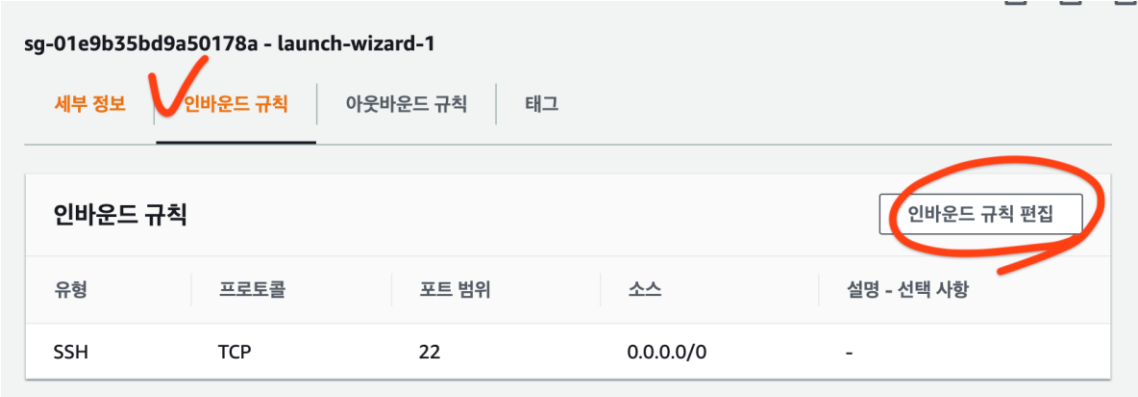 sg-01e9b35bd9a50178a - launch-wizard-1
세부 정보 인바운드 규칙 아웃바운드 규칙 태그
인바운드 규칙 인바운드 규칙 편집
유형 프로토콜 포트 범위 소스 설명 - 선택 사항
SSH TCP 22 0.0.0.0/0 -